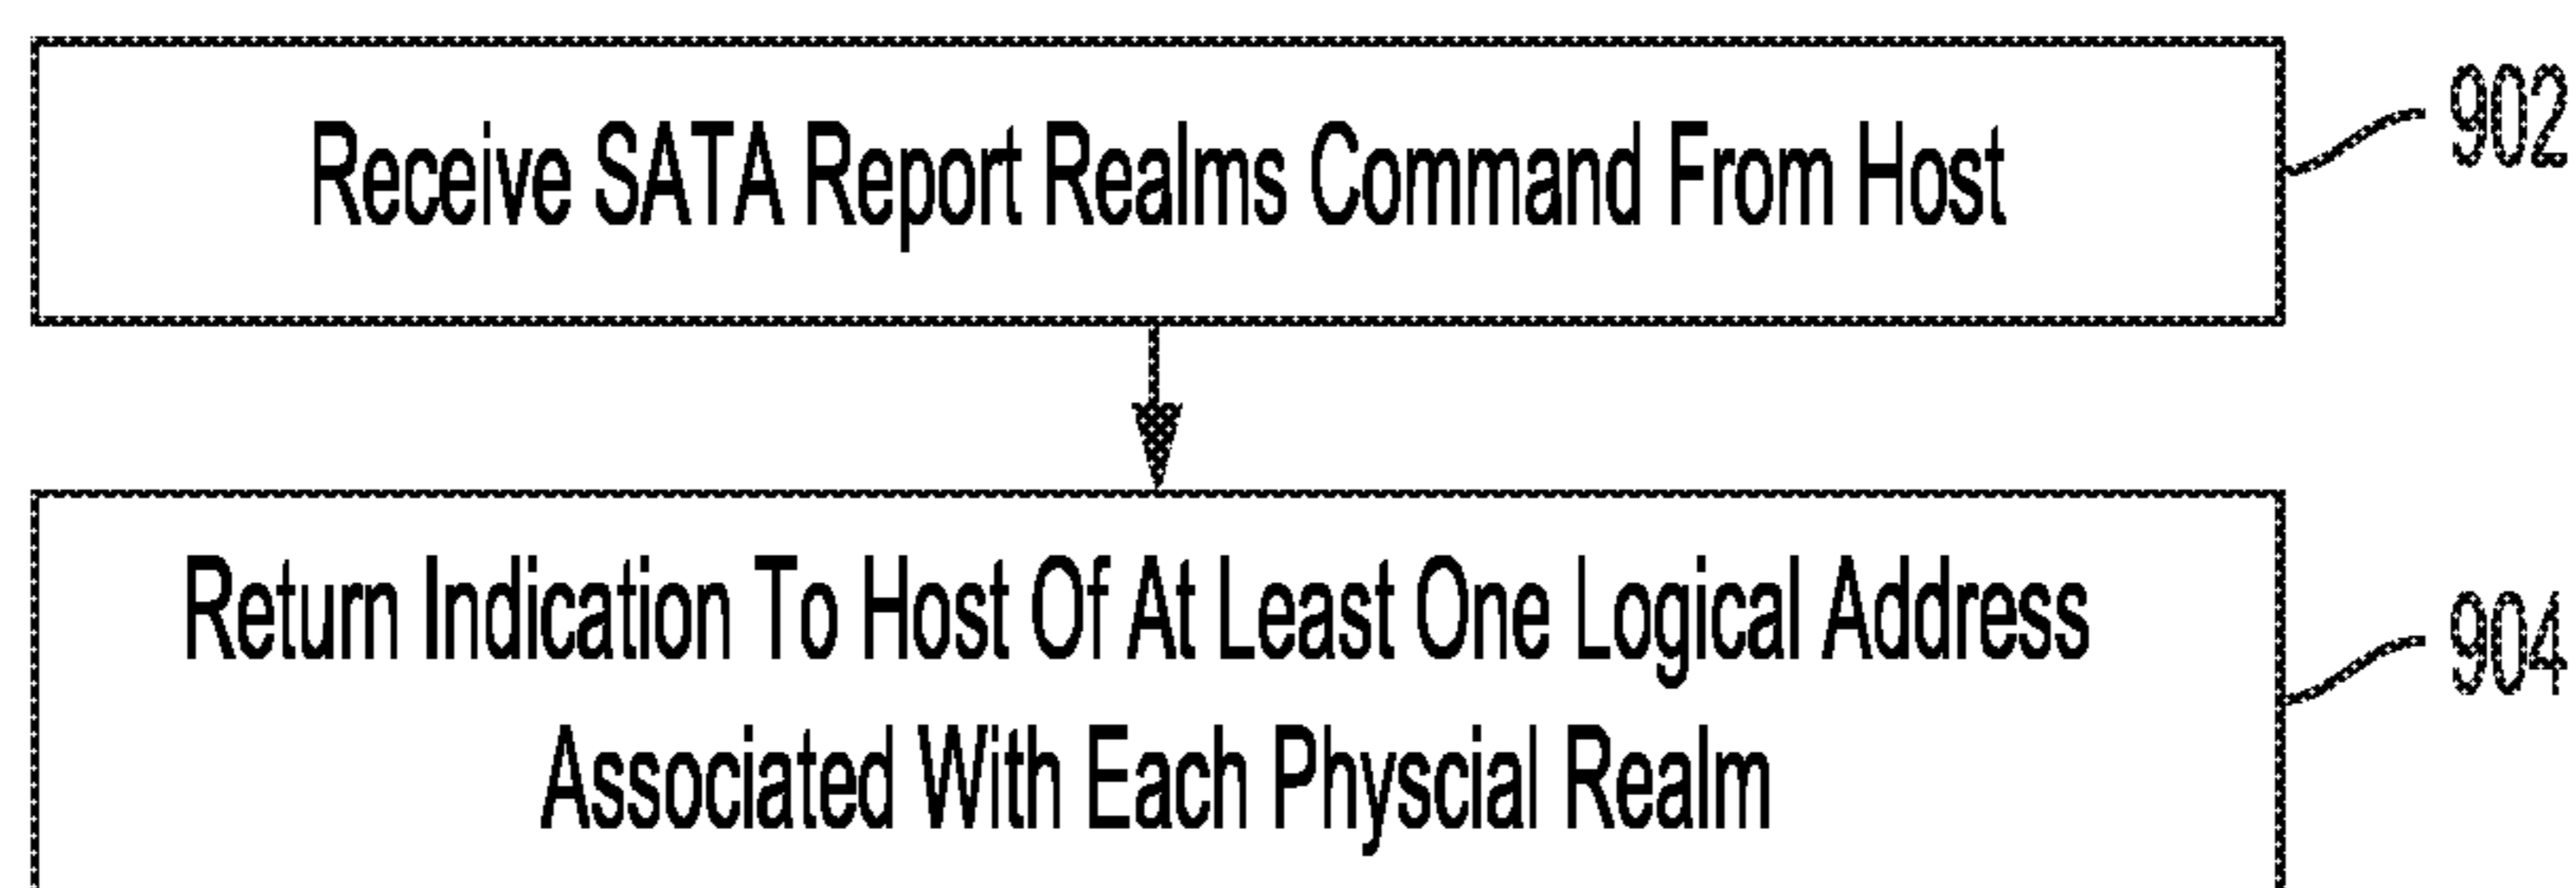 Receive SATA Report Realms Command From Host
902
Return Indication To Host Of At Least One Logical Address
Associated With Each Physcial Realm
904